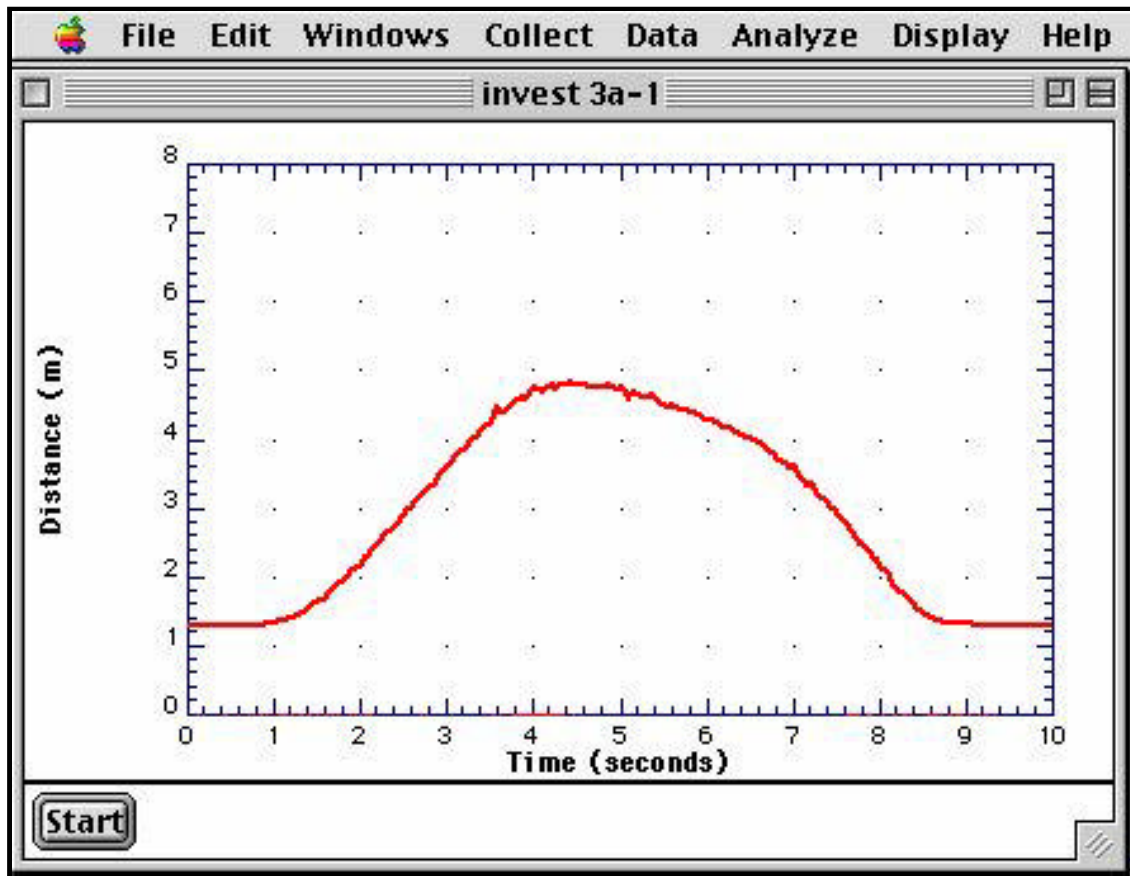 File Edit Windows Collect Data Analyze Display Help
invest 3a-1
8
7
6
5
4
3
2
1
0
Distance (m)
0 1 2 3 4 5 6 7 8 9 10
Time (seconds)
Start